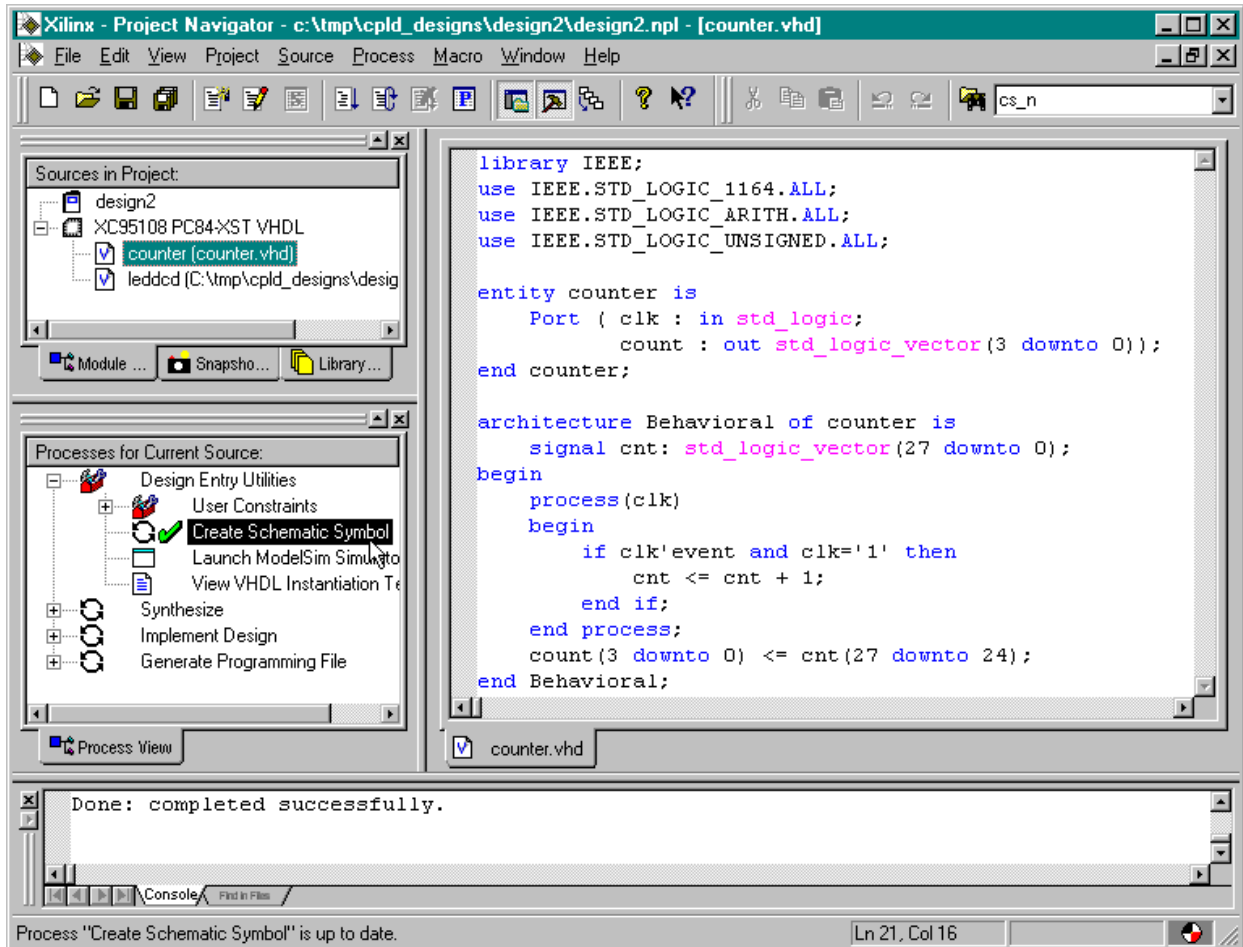 Xilinx - Project Navigator - c:\tmp\cpld_designs\design2\design2.npl - [counter.vhd]
File Edit View Project Source Process Macro Window Help
cs_n
Sources in Project:
design2
XC95108 PC84-XST VHDL
counter (counter.vhd)
leddcd (C:\tmp\cpld_designs\desig
Module ... Snapsho... Library...
Processes for Current Source:
Design Entry Utilities
User Constraints
Create Schematic Symbol
Launch ModelSim Simulato
View VHDL Instantiation Te
Synthesize
Implement Design
Generate Programming File
Process View
library IEEE;
use IEEE.STD_LOGIC_1164.ALL;
use IEEE.STD_LOGIC_ARITH.ALL;
use IEEE.STD_LOGIC_UNSIGNED.ALL;
entity counter is
Port ( clk : in std_logic;
count : out std_logic_vector(3 downto 0));
end counter;
architecture Behavioral of counter is
signal cnt: std_logic_vector(27 downto 0);
begin
process(clk)
begin
if clk'event and clk='1' then
cnt <= cnt + 1;
end if;
end process;
count(3 downto 0) <= cnt(27 downto 24);
end Behavioral;
counter.vhd
Done: completed successfully.
Console Find in Files
Process "Create Schematic Symbol" is up to date.
Ln 21, Col 16